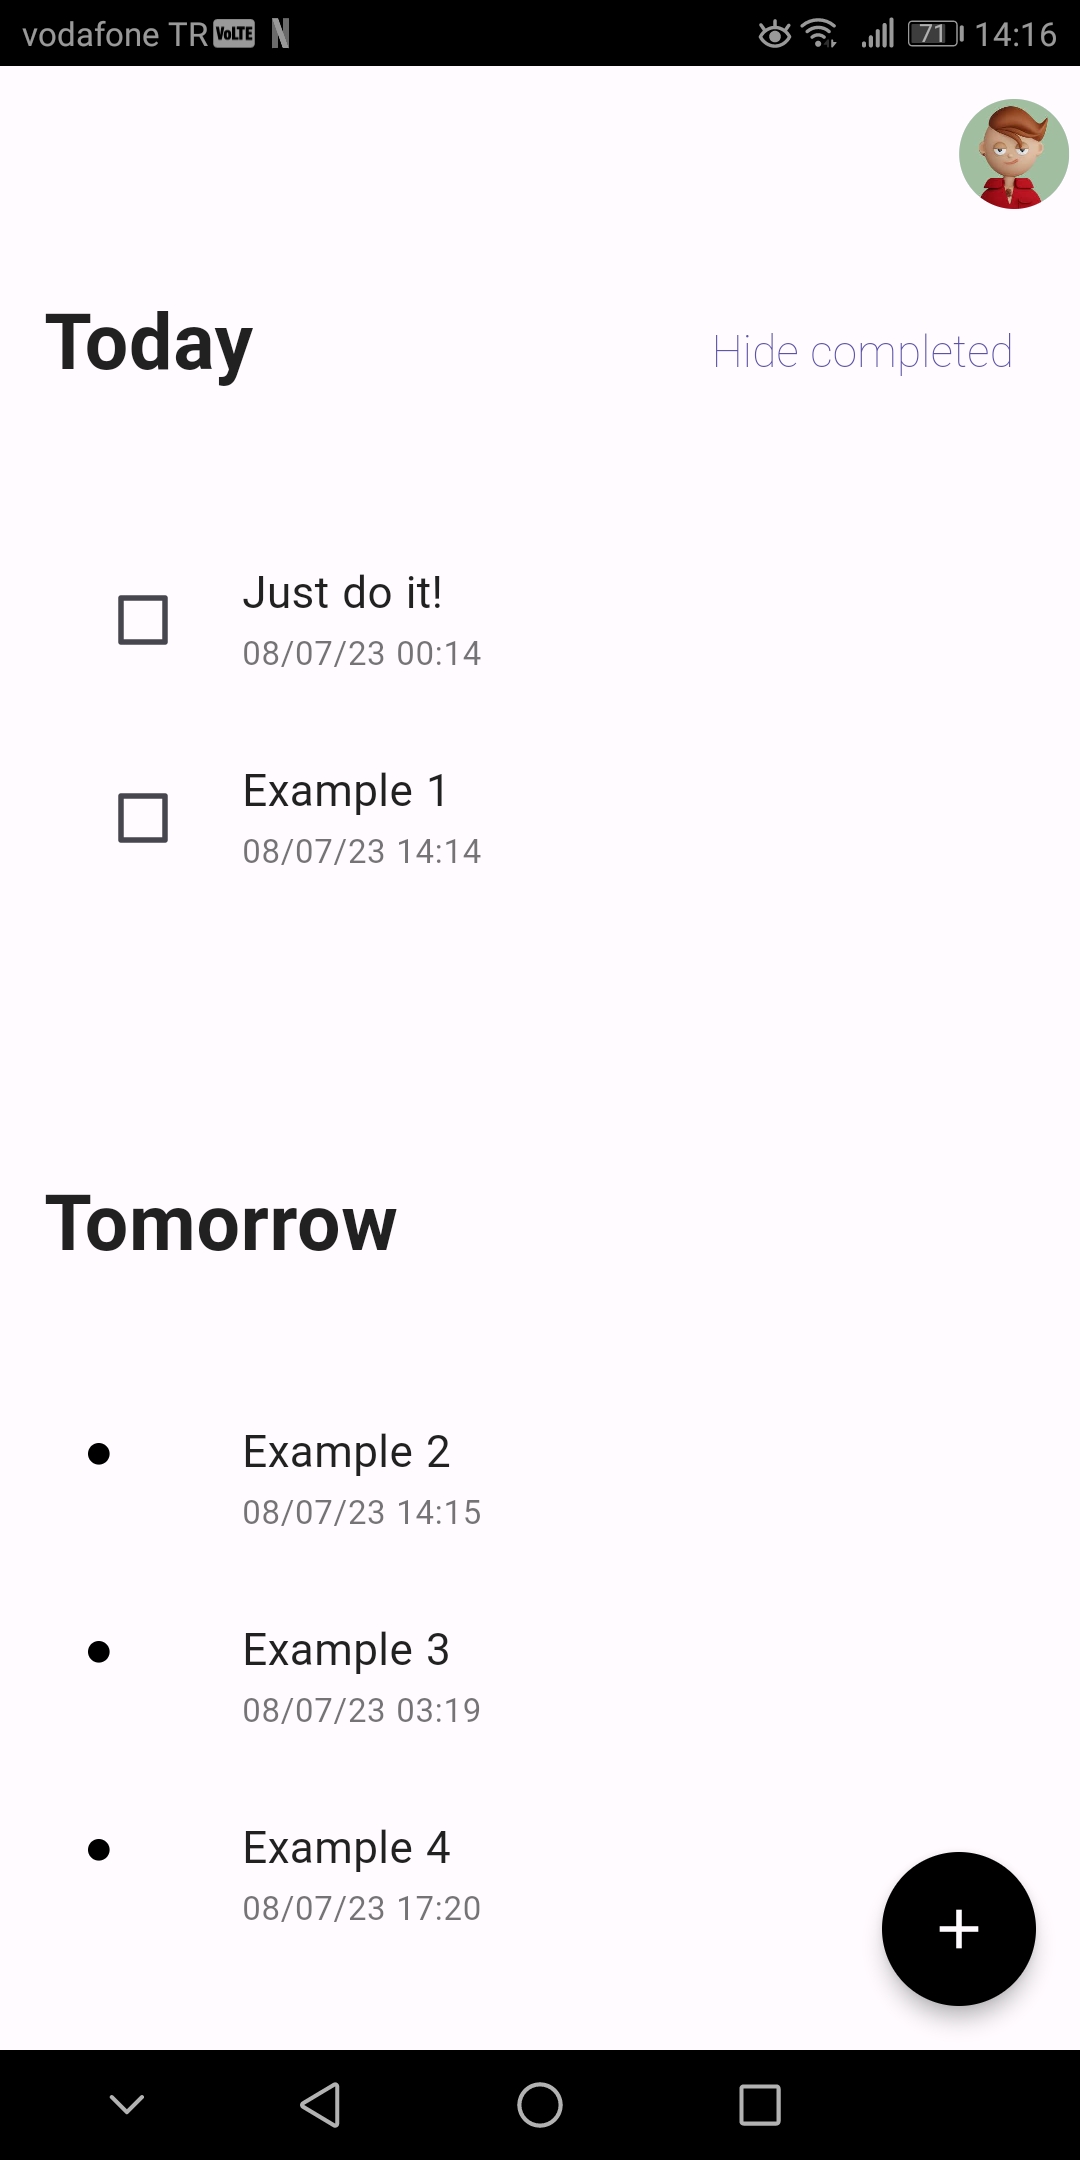 vodafone TR VoLTE N 71 14:16
Today
Hide completed
Just do it!
08/07/23 00:14
Example 1
08/07/23 14:14
Tomorrow
Example 2
08/07/23 14:15
Example 3
08/07/23 03:19
Example 4
08/07/23 17:20